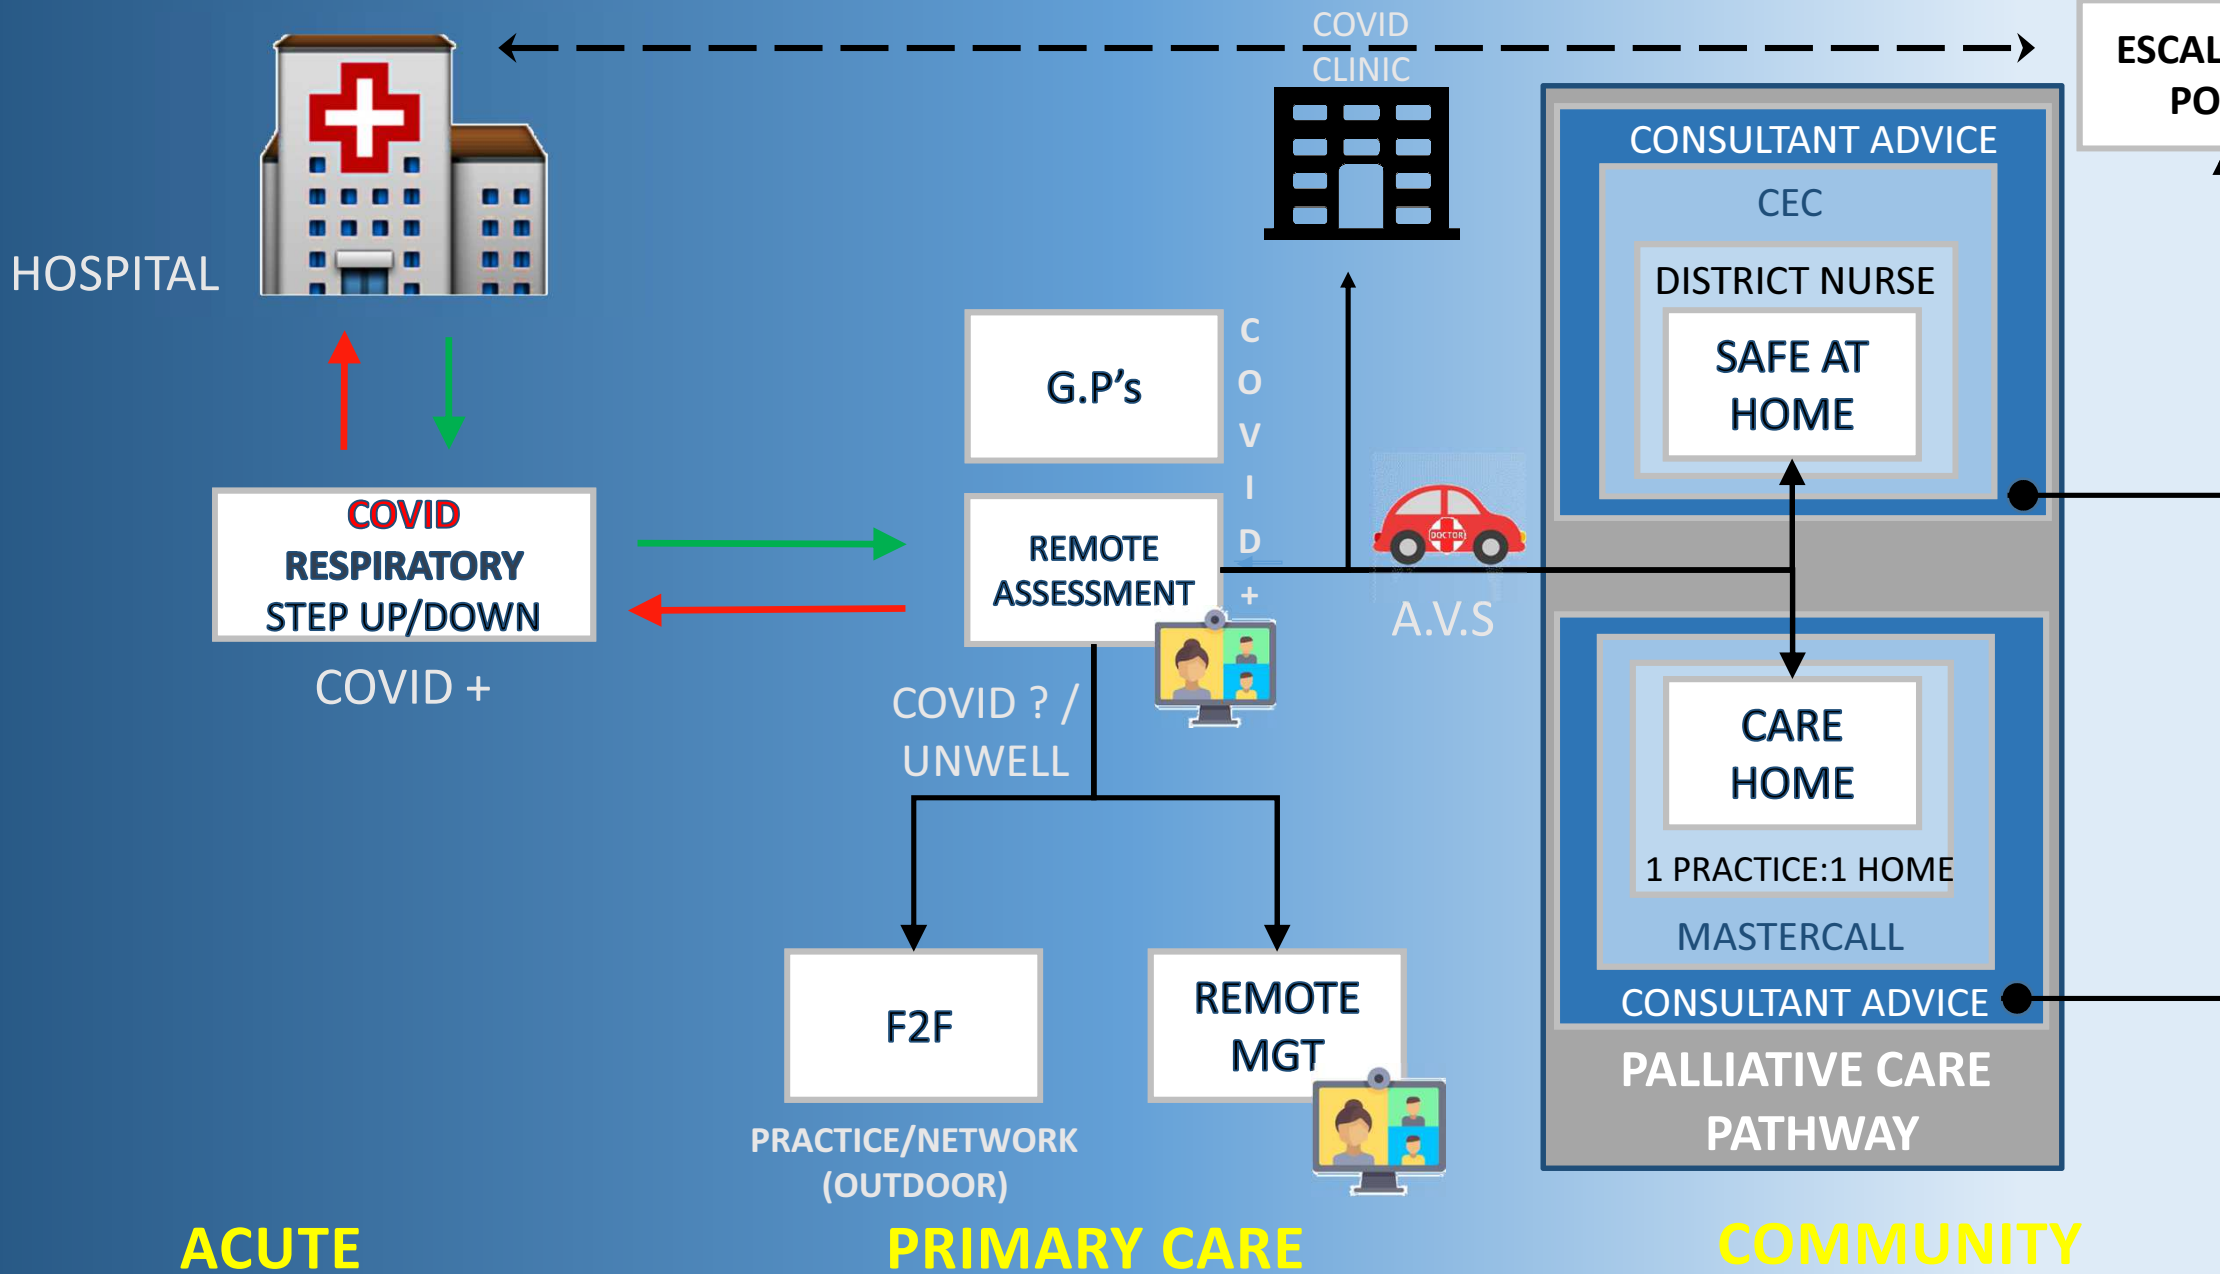 COVID
CLINIC
ESCAL
PO
CONSULTANT ADVICE
CEC
DISTRICT NURSE
SAFE AT
HOME
HOSPITAL
G.P's
COVID+
COVID
RESPIRATORY
STEP UP/DOWN
COVID +
REMOTE
ASSESSMENT
DOCTOR
A.V.S
COVID ? /
UNWELL
CARE
HOME
1 PRACTICE:1 HOME
MASTERCALL
CONSULTANT ADVICE
F2F
REMOTE
MGT
PALLIATIVE CARE
PATHWAY
PRACTICE/NETWORK
(OUTDOOR)
ACUTE
PRIMARY CARE
COMMUNITY